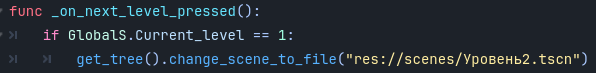 func _on_next_level_pressed():
if GlobalS.Current_level == 1:
get_tree().change_scene_to_file("res://scenes/Уровень2.tscn")